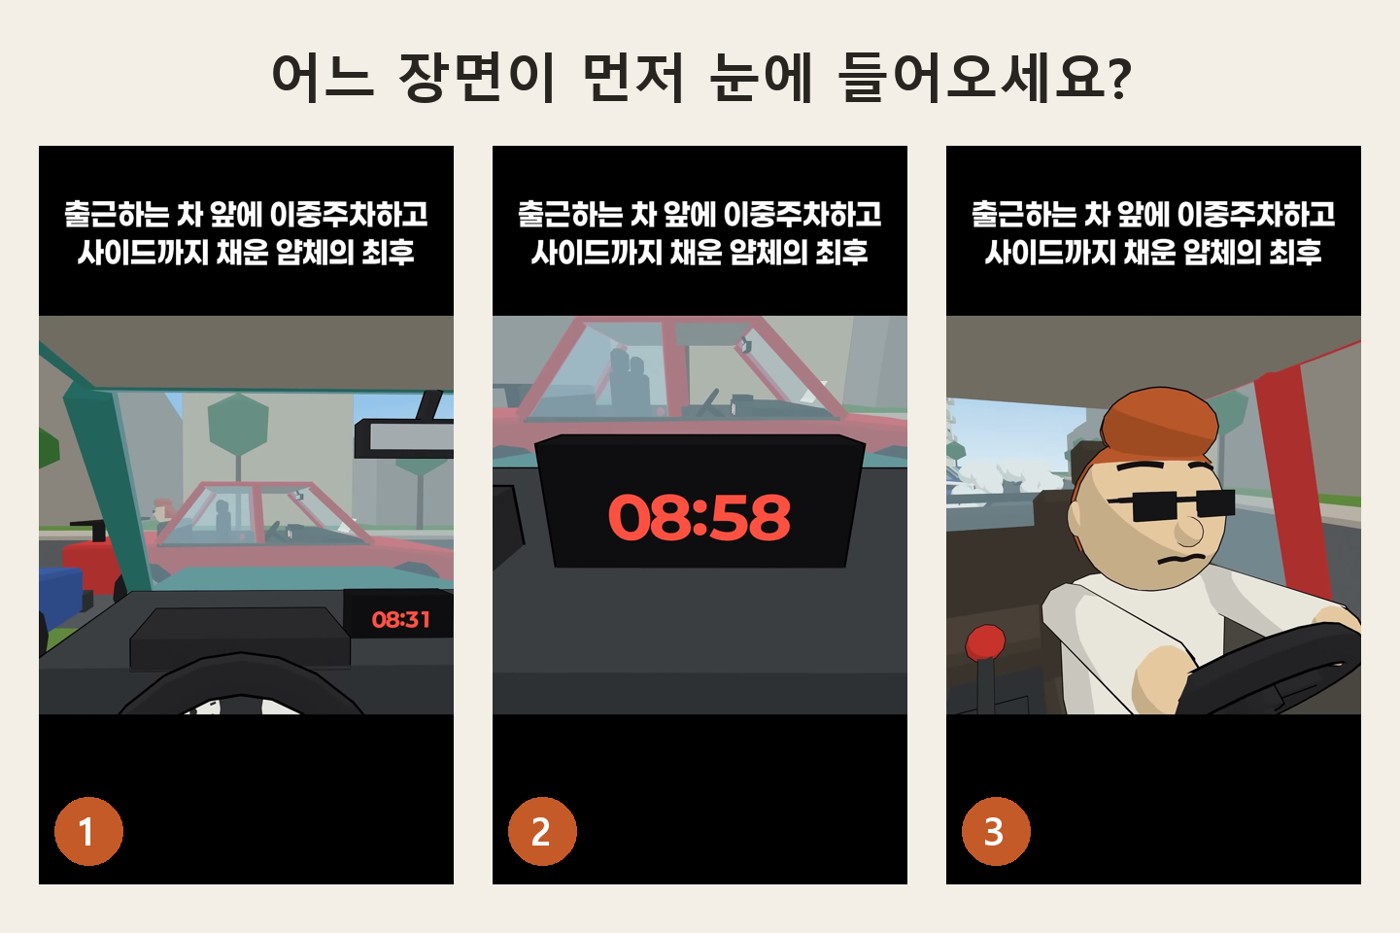 어느 장면이 먼저 눈에 들어오세요?
출근하는 차 앞에 이중주차하고
사이드까지 채운 얌체의 최후
08:31
1
출근하는 차 앞에 이중주차하고
사이드까지 채운 얌체의 최후
08:58
2
출근하는 차 앞에 이중주차하고
사이드까지 채운 얌체의 최후
3